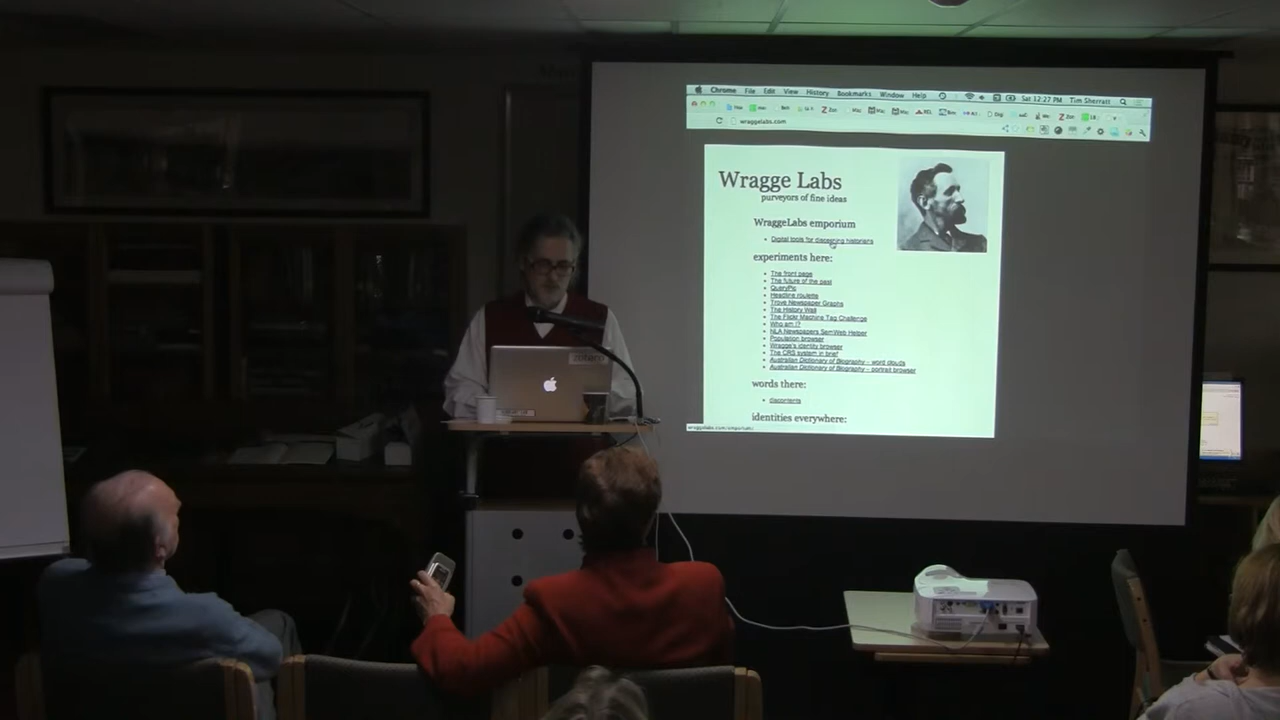 Chrome File Edit View History Bookmarks Window Help Sat 12:27 PM Tim Sherratt
wraggelabs.com
Wragge Labs
purveyors of fine ideas
WraggeLabs emporium
Digital tools for discerning historians
experiments here:
The front page
The future of the past
QueryPic
Headline roulette
Trove Newspaper Graphs
The History Wall
The Flickr Machine Tag Challenge
Who am I?
NLA Newspapers SemWeb Helper
Population browser
Wragge's identity browser
The CRS system in brief
Australian Dictionary of Biography – word clouds
Australian Dictionary of Biography – portrait browser
words there:
discontents
identities everywhere:
wraggelabs.com/emporium/
zotero